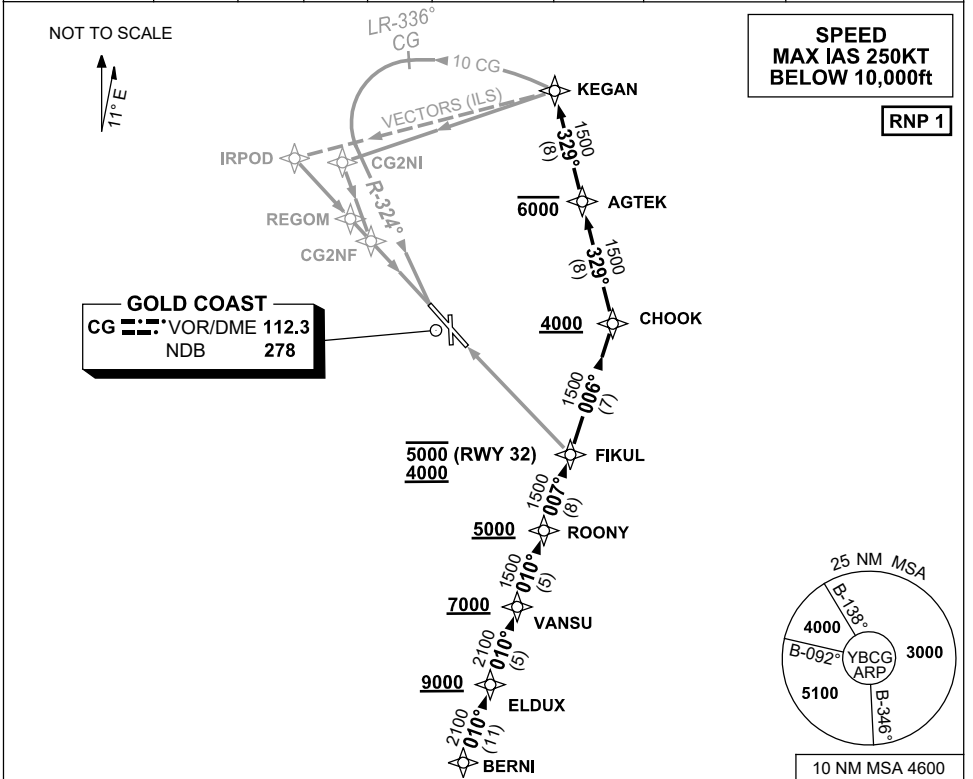 NOT TO SCALE
11° E
LR-336°
CG
10 CG
SPEED
MAX IAS 250KT
BELOW 10,000ft
RNP 1
KEGAN
VECTORS (ILS)
1500
329°
(8)
IRPOD
CG2NI
R-324°
6000
AGTEK
REGOM
CG2NF
1500
329°
(8)
GOLD COAST
CG VOR/DME 112.3
NDB 278
4000
CHOOK
1500
006°
(7)
5000 (RWY 32)
4000
FIKUL
1500
007°
(8)
5000
ROONY
1500
010°
(5)
7000
VANSU
2100
010°
(5)
9000
ELDUX
2100
010°
(11)
BERNI
25 NM MSA
B-138°
4000
3000
B-092°
YBCG
ARP
5100
B-346°
10 NM MSA 4600